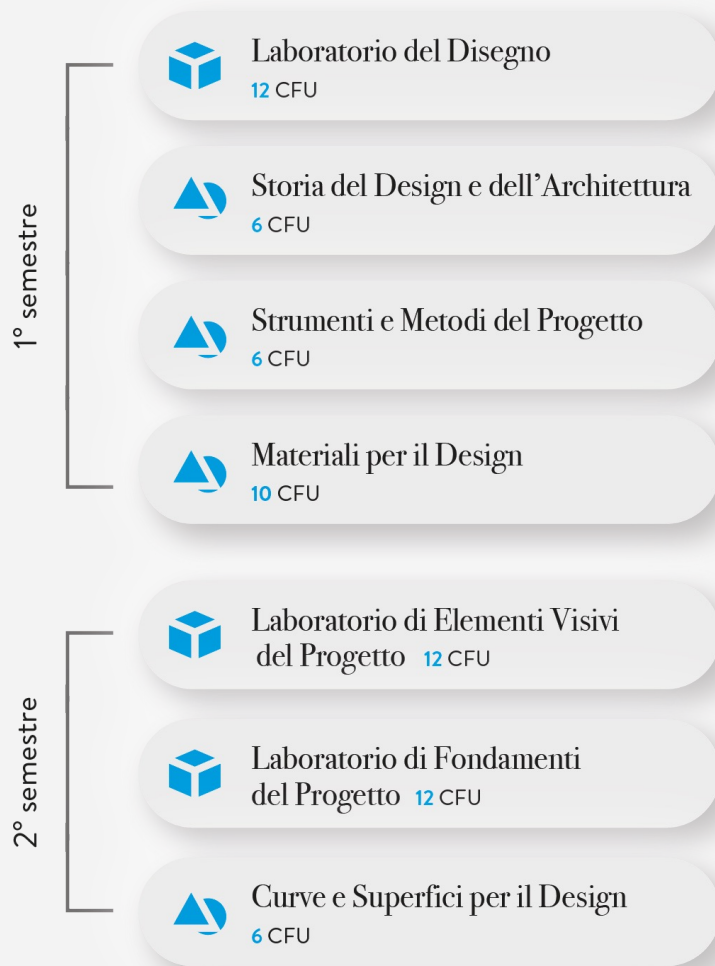 1° semestre
Laboratorio del Disegno
12 CFU
Storia del Design e dell’Architettura
6 CFU
Strumenti e Metodi del Progetto
6 CFU
Materiali per il Design
10 CFU
2° semestre
Laboratorio di Elementi Visivi
del Progetto 12 CFU
Laboratorio di Fondamenti
del Progetto 12 CFU
Curve e Superfici per il Design
6 CFU